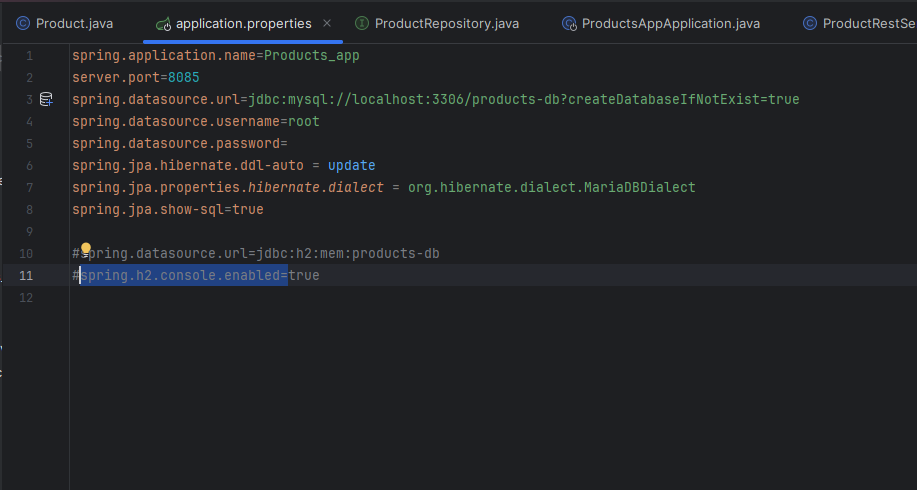 Product.java application.properties ProductRepository.java ProductsAppApplication.java ProductRestSe
1 spring.application.name=Products_app
2 server.port=8085
3 spring.datasource.url=jdbc:mysql://localhost:3306/products-db?createDatabaseIfNotExist=true
4 spring.datasource.username=root
5 spring.datasource.password=
6 spring.jpa.hibernate.ddl-auto = update
7 spring.jpa.properties.hibernate.dialect = org.hibernate.dialect.MariaDBDialect
8 spring.jpa.show-sql=true
9
10 #spring.datasource.url=jdbc:h2:mem:products-db
11 #spring.h2.console.enabled=true
12